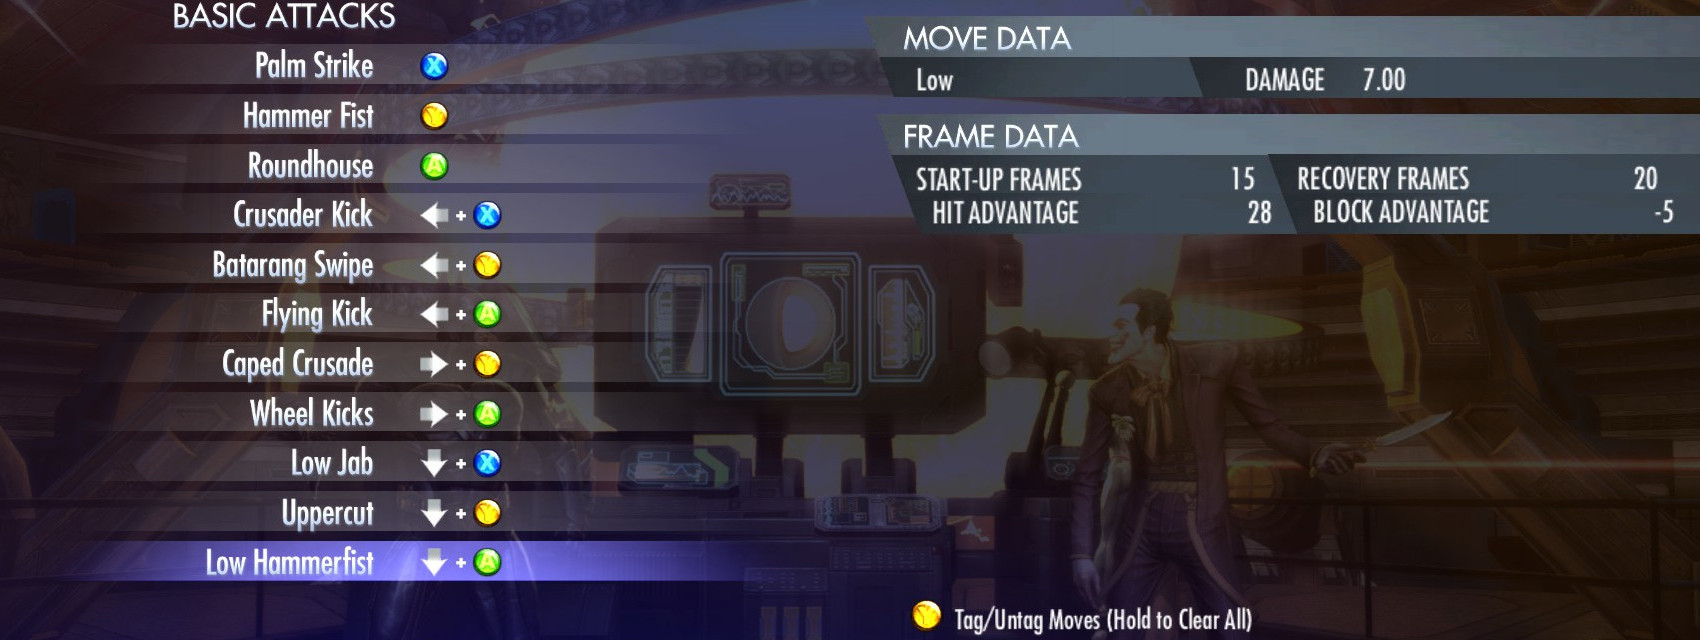 BASIC ATTACKS
Palm Strike X
Hammer Fist Y
Roundhouse A
Crusader Kick + X
Batarang Swipe + Y
Flying Kick + A
Caped Crusade + Y
Wheel Kicks + A
Low Jab + X
Uppercut + Y
Low Hammerfist + A
MOVE DATA
Low DAMAGE 7.00
FRAME DATA
START-UP FRAMES 15 RECOVERY FRAMES 20
HIT ADVANTAGE 28 BLOCK ADVANTAGE -5
Y Tag/Untag Moves (Hold to Clear All)